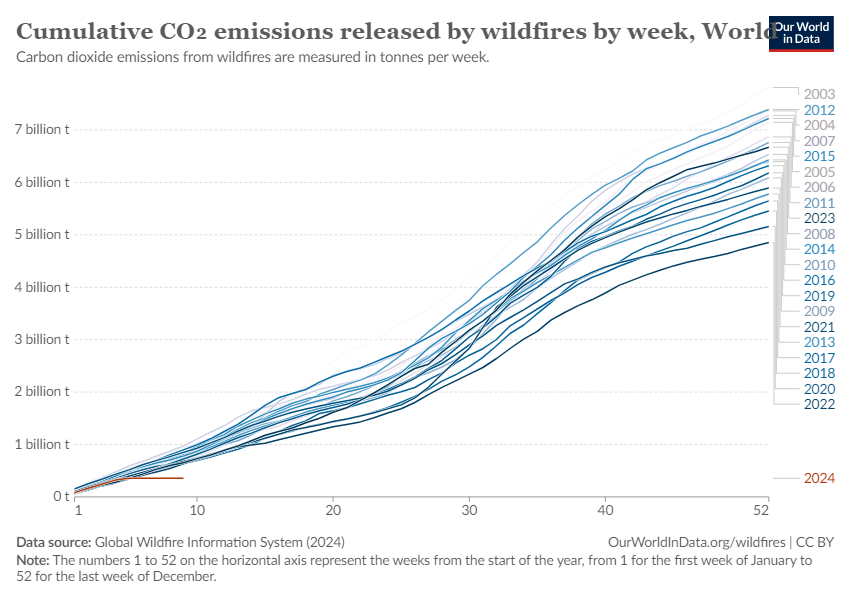 Cumulative CO₂ emissions released by wildfires by week, World
Our World
in Data
Carbon dioxide emissions from wildfires are measured in tonnes per week.
7 billion t
6 billion t
5 billion t
4 billion t
3 billion t
2 billion t
1 billion t
0 t
1
10
20
30
40
52
2003
2012
2004
2007
2015
2005
2006
2011
2023
2008
2014
2010
2016
2019
2009
2021
2013
2017
2018
2020
2022
2024
Data source: Global Wildfire Information System (2024)
OurWorldinData.org/wildfires | CC BY
Note: The numbers 1 to 52 on the horizontal axis represent the weeks from the start of the year, from 1 for the first week of January to
52 for the last week of December.